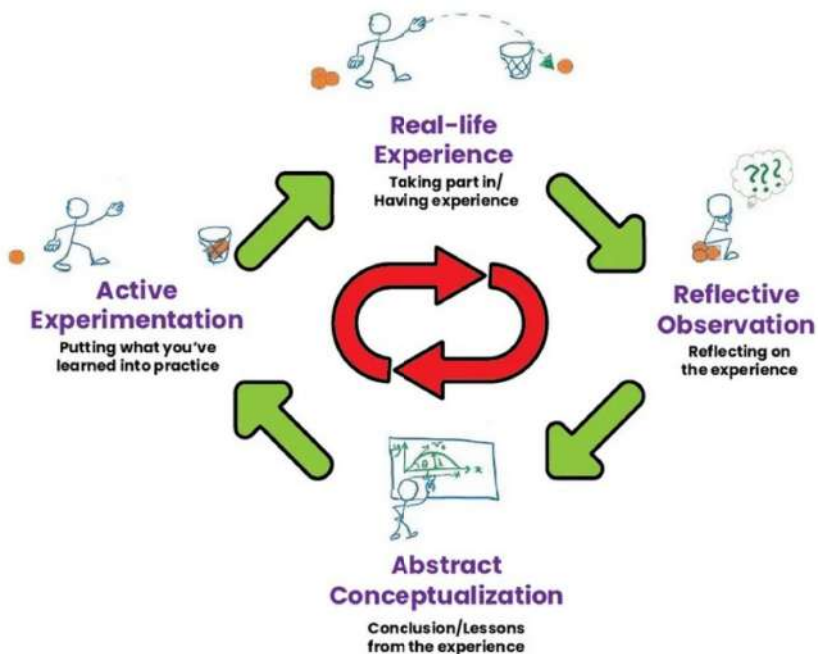 Real-life
Experience
Taking part in/
Having experience
???
Reflective
Observation
Reflecting on
the experience
Abstract
Conceptualization
Conclusion/Lessons
from the experience
Active
Experimentation
Putting what you've
learned into practice